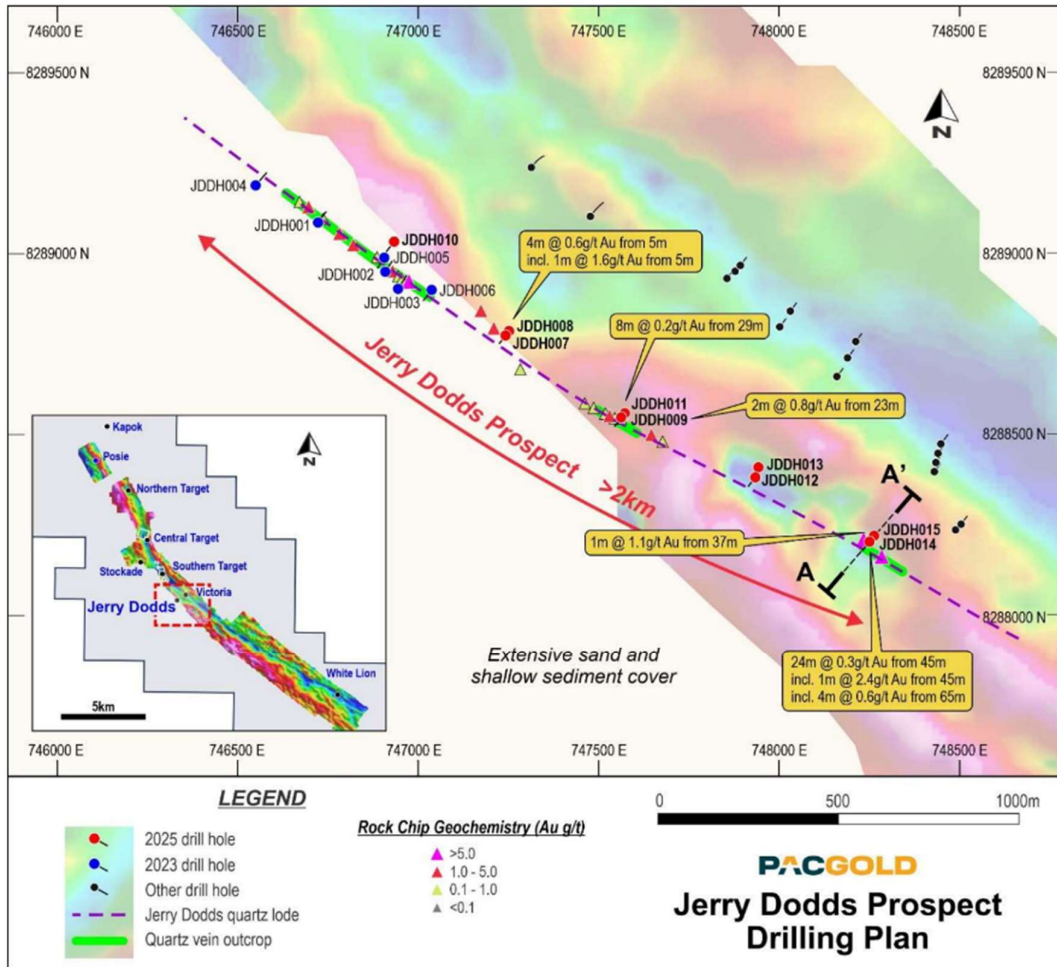 746000 E
746500 E
747000 E
747500 E
748000 E
748500 E
8289500 N
8289500 N
N
JDDH004
JDDH001
JDDH010
JDDH005
JDDH002
JDDH003
JDDH006
8289000 N
8289000 N
4m @ 0.6g/t Au from 5m
incl. 1m @ 1.6g/t Au from 5m
JDDH008
JDDH007
8m @ 0.2g/t Au from 29m
JDDH011
JDDH009
2m @ 0.8g/t Au from 23m
Jerry Dodds Prospect >2km
8288500 N
JDDH013
JDDH012
A'
1m @ 1.1g/t Au from 37m
JDDH015
JDDH014
A
8288000 N
24m @ 0.3g/t Au from 45m
incl. 1m @ 2.4g/t Au from 45m
incl. 4m @ 0.6g/t Au from 65m
Extensive sand and
shallow sediment cover
Kapok
Posie
N
Northern Target
Central Target
Stockade
Southern Target
Victoria
Jerry Dodds
White Lion
5km
746000 E
746500 E
747000 E
747500 E
748000 E
748500 E
LEGEND
2025 drill hole
2023 drill hole
Other drill hole
Jerry Dodds quartz lode
Quartz vein outcrop
Rock Chip Geochemistry (Au g/t)
>5.0
1.0 - 5.0
0.1 - 1.0
<0.1
0
500
1000m
PACGOLD
Jerry Dodds Prospect
Drilling Plan